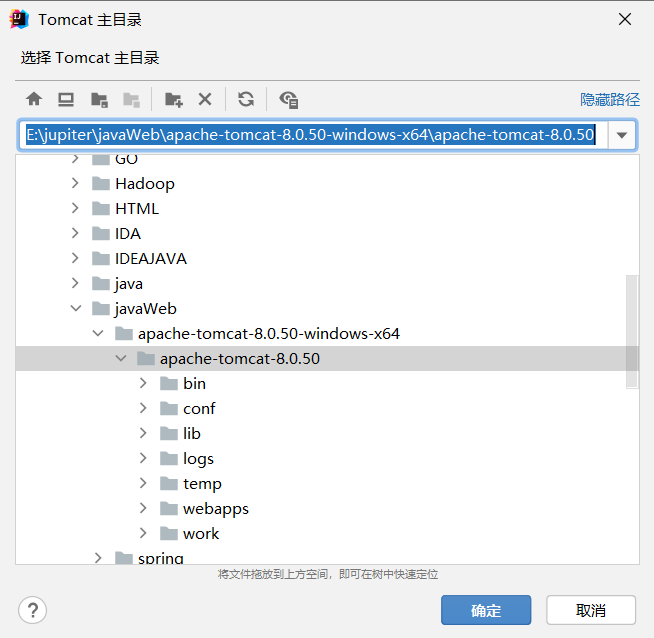 Tomcat 主目录
选择 Tomcat 主目录
隐藏路径
E:\jupiter\javaWeb\apache-tomcat-8.0.50-windows-x64\apache-tomcat-8.0.50
GO
Hadoop
HTML
IDA
IDEAJAVA
java
javaWeb
apache-tomcat-8.0.50-windows-x64
apache-tomcat-8.0.50
bin
conf
lib
logs
temp
webapps
work
spring
将文件拖放到上方空间，即可在树中快速定位
?
确定
取消